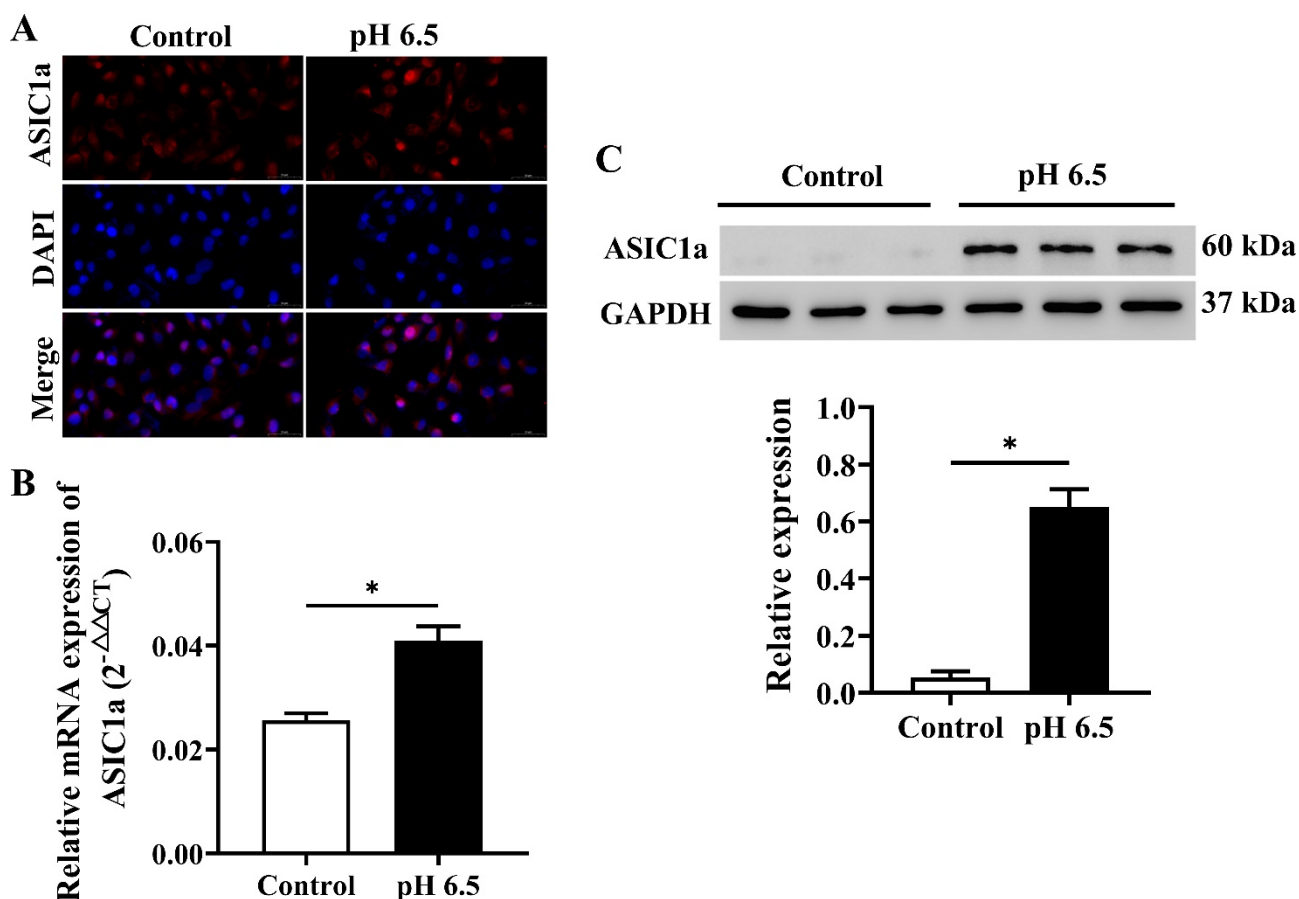 A
Control
pH 6.5
ASIC1a
DAPI
Merge
B
Relative mRNA expression of
ASIC1a (2^-△△CT)
0.06
0.04
0.02
0.00
*
Control
pH 6.5
C
Control
pH 6.5
ASIC1a
60 kDa
GAPDH
37 kDa
Relative expression
1.0
0.8
0.6
0.4
0.2
0.0
*
Control
pH 6.5